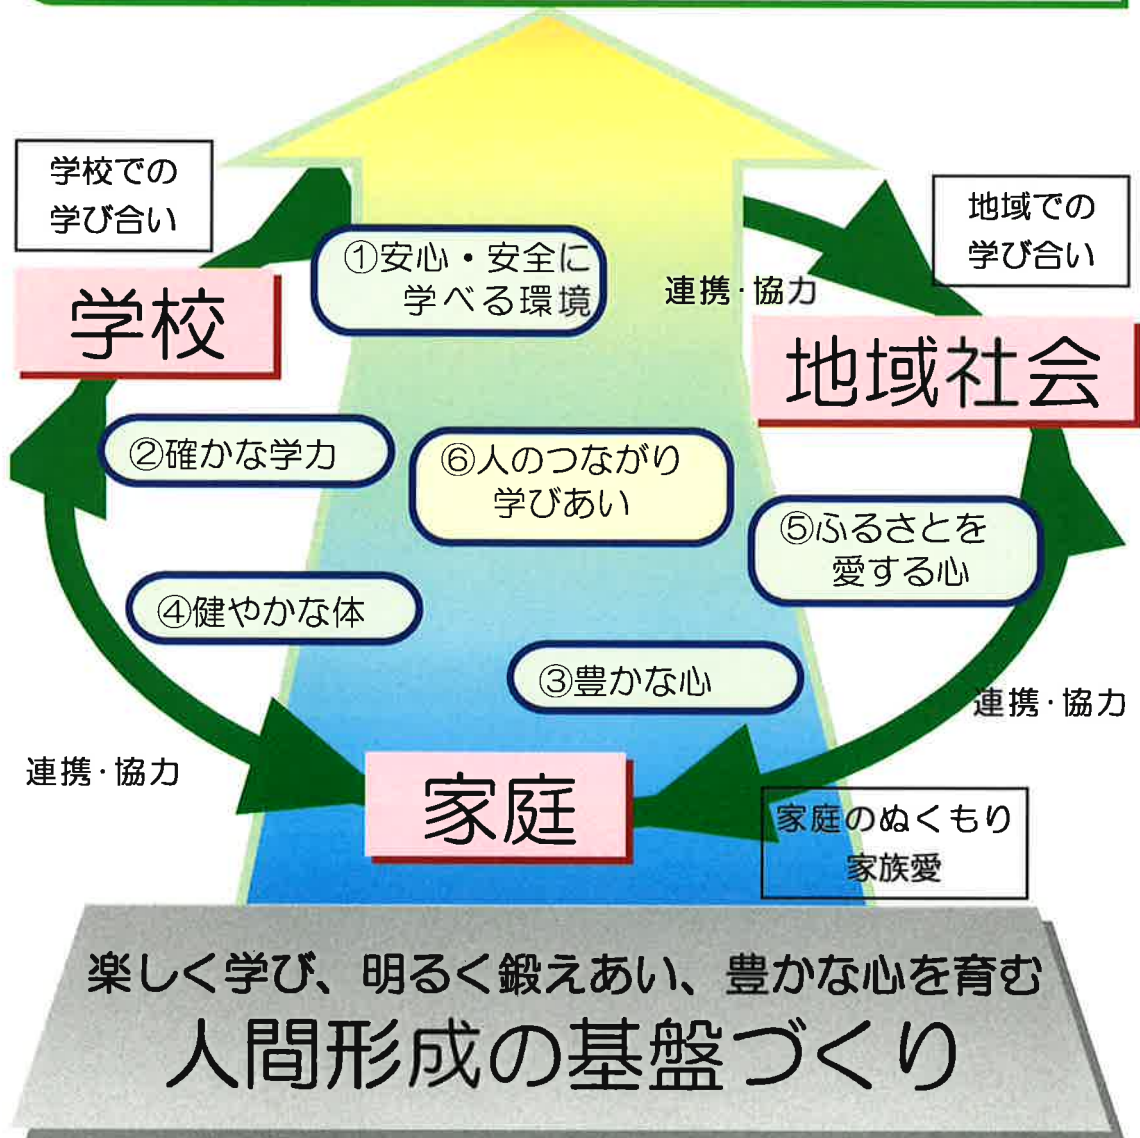 学校での
学び合い
学校
①安心・安全に
学べる環境
連携・協力
地域での
学び合い
地域社会
②確かな学力
⑥人のつながり
学びあい
⑤ふるさとを
愛する心
④健やかな体
③豊かな心
連携・協力
連携・協力
家庭
家庭のぬくもり
家族愛
楽しく学び、明るく鍛えあい、豊かな心を育む
人間形成の基盤づくり